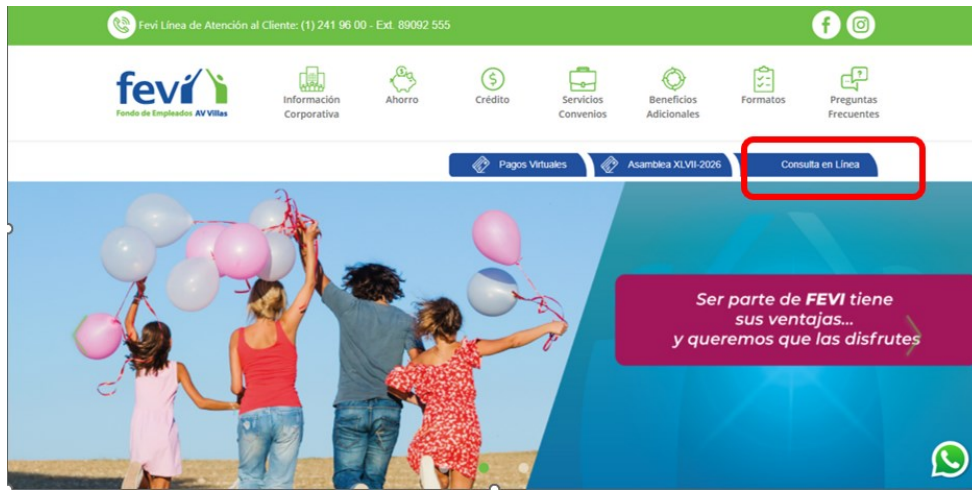 Fevi Línea de Atención al Cliente: (1) 241 96 00 - Ext. 89092 555
fevi
Fondo de Empleados AV Villas
Información
Corporativa
Ahorro
Crédito
Servicios
Convenios
Beneficios
Adicionales
Formatos
Preguntas
Frecuentes
Pagos Virtuales
Asamblea XLVII-2026
Consulta en Línea
Ser parte de FEVI tiene
sus ventajas...
y queremos que las disfrutes